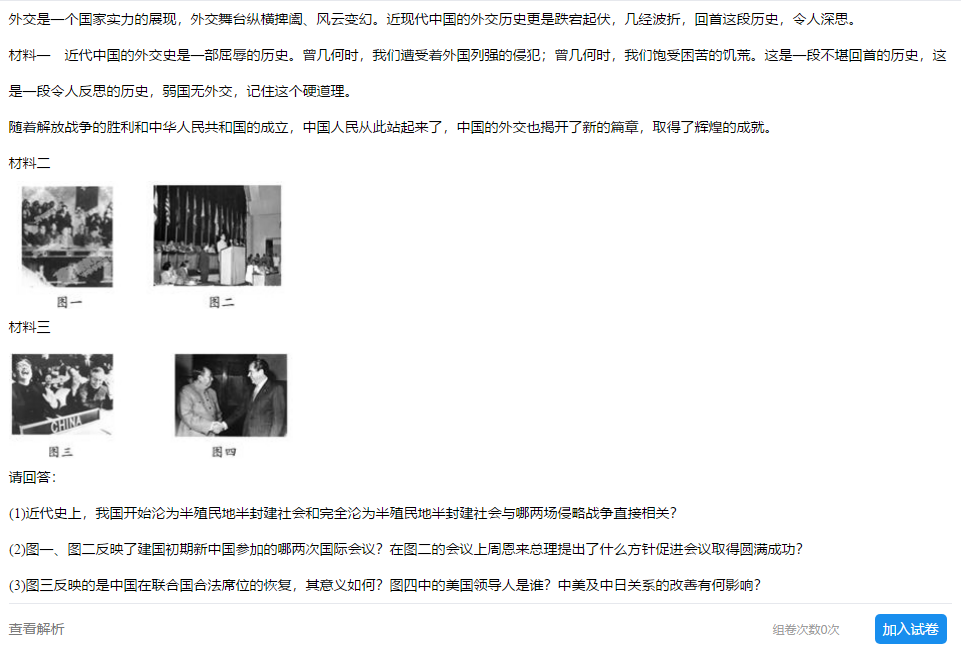 外交是一个国家实力的展现，外交舞台纵横捭阖、风云变幻。近现代中国的外交历史更是跌宕起伏，几经波折，回首这段历史，令人深思。
材料一　近代中国的外交史是一部屈辱的历史。曾几何时，我们遭受着外国列强的侵犯；曾几何时，我们饱受困苦的饥荒。这是一段不堪回首的历史，这
是一段令人反思的历史，弱国无外交，记住这个硬道理。
随着解放战争的胜利和中华人民共和国的成立，中国人民从此站起来了，中国的外交也揭开了新的篇章，取得了辉煌的成就。
材料二
图一　图二
材料三
CHINA
图三　图四
请回答：
(1)近代史上，我国开始沦为半殖民地半封建社会和完全沦为半殖民地半封建社会与哪两场侵略战争直接相关？
(2)图一、图二反映了建国初期新中国参加的哪两次国际会议？在图二的会议上周恩来总理提出了什么方针促进会议取得圆满成功？
(3)图三反映的是中国在联合国合法席位的恢复，其意义如何？图四中的美国领导人是谁？中美及中日关系的改善有何影响？
查看解析　组卷次数0次　加入试卷